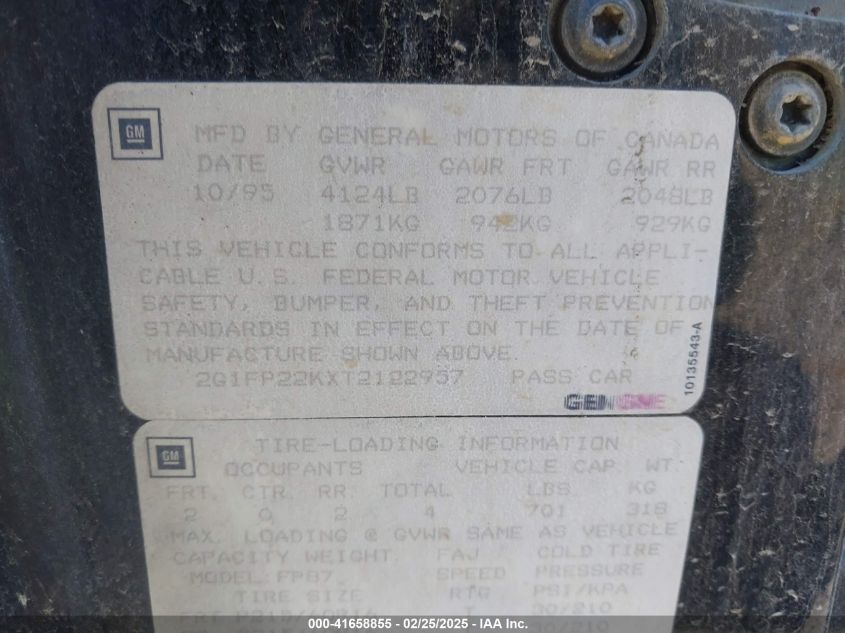 GM
MFD BY GENERAL MOTORS OF CANADA
DATE GVWR GAWR FRT GAWR RR
10/95 4124LB 2076LB 2048LB
1871KG 942KG 929KG
THIS VEHICLE CONFORMS TO ALL APPLI-
CABLE U.S. FEDERAL MOTOR VEHICLE
SAFETY, BUMPER, AND THEFT PREVENTION
STANDARDS IN EFFECT ON THE DATE OF
MANUFACTURE SHOWN ABOVE.
PASS CAR
10135543-A
GM
TIRE-LOADING INFORMATION
OCCUPANTS VEHICLE CAP. WT.
FRT. CTR. RR. TOTAL LBS. KG
2 0 2 4 701 318
MAX. LOADING @ GVWR SAME AS VEHICLE
CAPACITY WEIGHT. FAJ COLD TIRE
MODEL:FP87 SPEED PRESSURE
TIRE SIZE RTG PSI/KPA
FRT 30/210
30/210
000-41658855 - 02/25/2025 - IAA Inc.